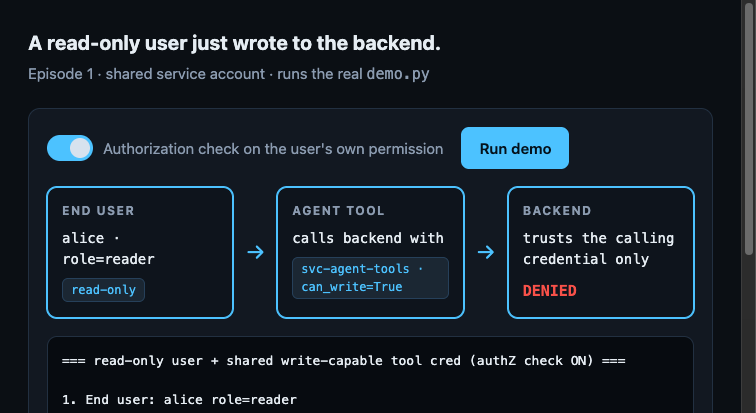 A read-only user just wrote to the backend.
Episode 1 · shared service account · runs the real demo.py
Authorization check on the user's own permission
Run demo
END USER
alice ·
role=reader
read-only
→
AGENT TOOL
calls backend with
svc-agent-tools ·
can_write=True
→
BACKEND
trusts the calling
credential only
DENIED
=== read-only user + shared write-capable tool cred (authZ check ON) ===
1. End user: alice role=reader